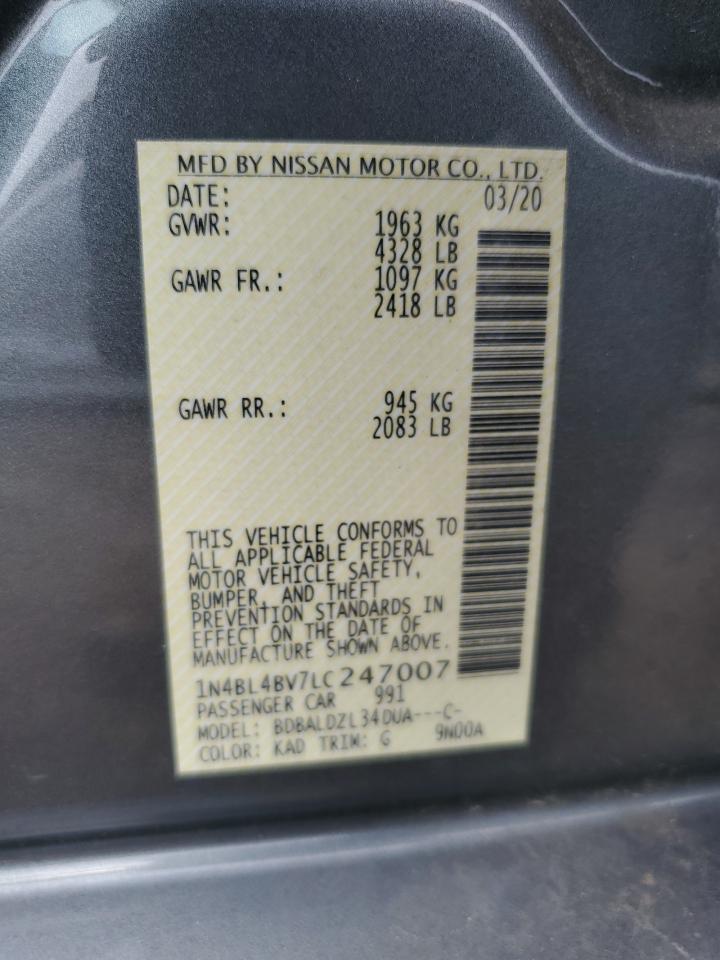 MFD BY NISSAN MOTOR CO., LTD.
DATE: 03/20
GVWR: 1963 KG
4328 LB
GAWR FR.: 1097 KG
2418 LB
GAWR RR.: 945 KG
2083 LB
THIS VEHICLE CONFORMS TO
ALL APPLICABLE FEDERAL
MOTOR VEHICLE SAFETY,
BUMPER, AND THEFT
PREVENTION STANDARDS IN
EFFECT ON THE DATE OF
MANUFACTURE SHOWN ABOVE.
1N4BL4BV7LC247007
PASSENGER CAR 991
MODEL: BDBALDZL34DUA---C-
COLOR: KAD TRIM: G 9N00A